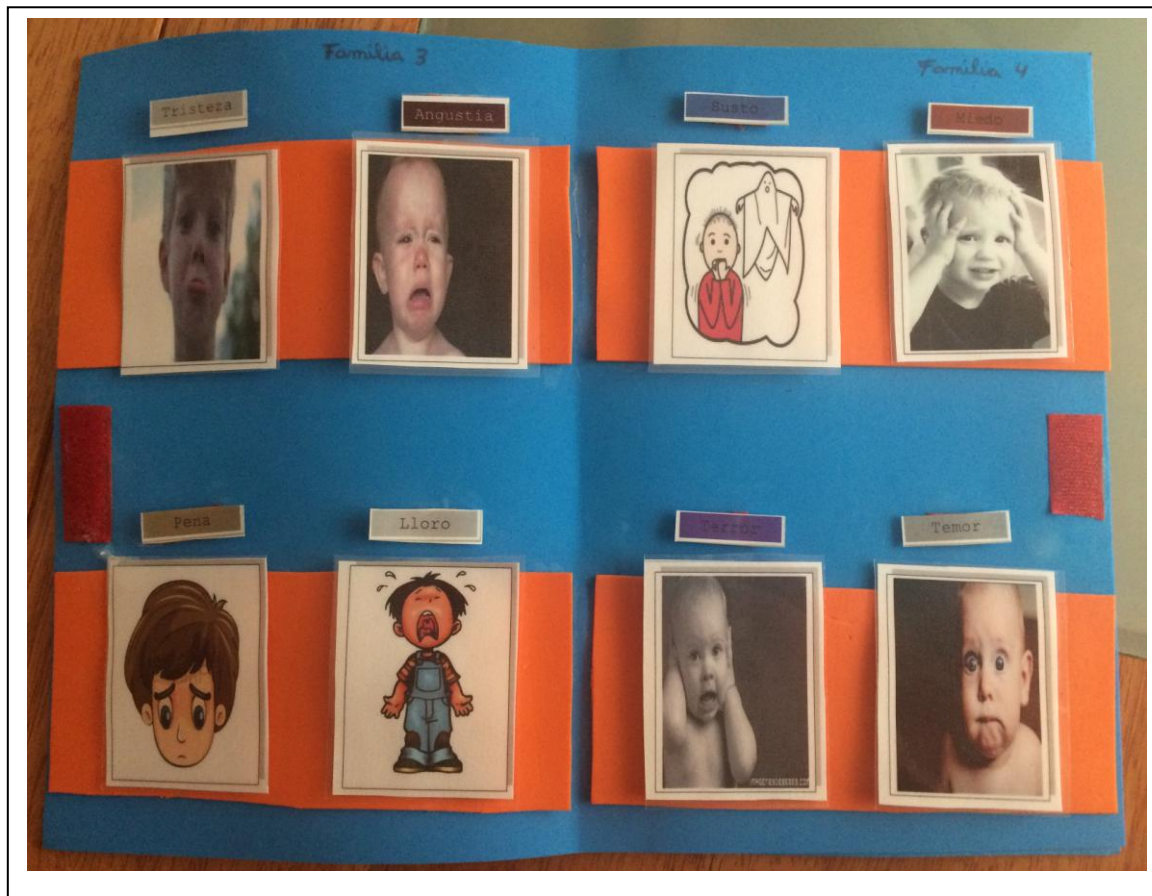 Familia 3
Tristeza
Angustia
Pena
Lloro
Familia 4
Susto
Miedo
Terror
Temor